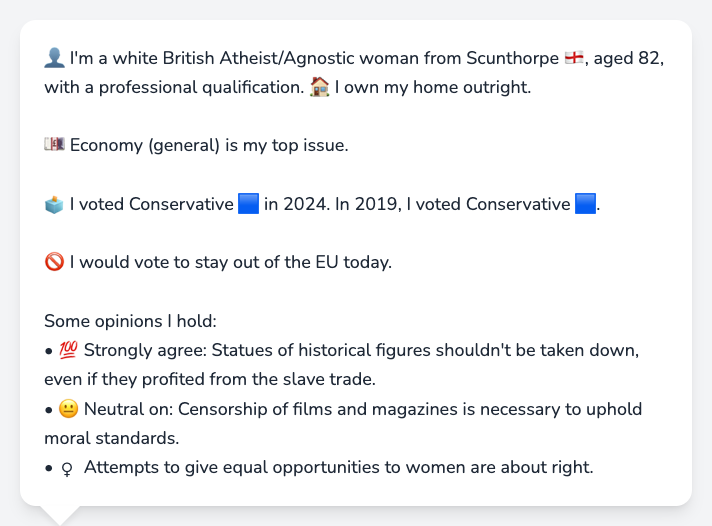 👤 I'm a white British Atheist/Agnostic woman from Scunthorpe 🏴󠁧󠁢󠁥󠁮󠁧󠁿, aged 82,
with a professional qualification. 🏠 I own my home outright.
💷 Economy (general) is my top issue.
🗳️ I voted Conservative 🟦 in 2024. In 2019, I voted Conservative 🟦.
🚫 I would vote to stay out of the EU today.
Some opinions I hold:
• 💯 Strongly agree: Statues of historical figures shouldn't be taken down,
even if they profited from the slave trade.
• 😐 Neutral on: Censorship of films and magazines is necessary to uphold
moral standards.
• ♀ Attempts to give equal opportunities to women are about right.